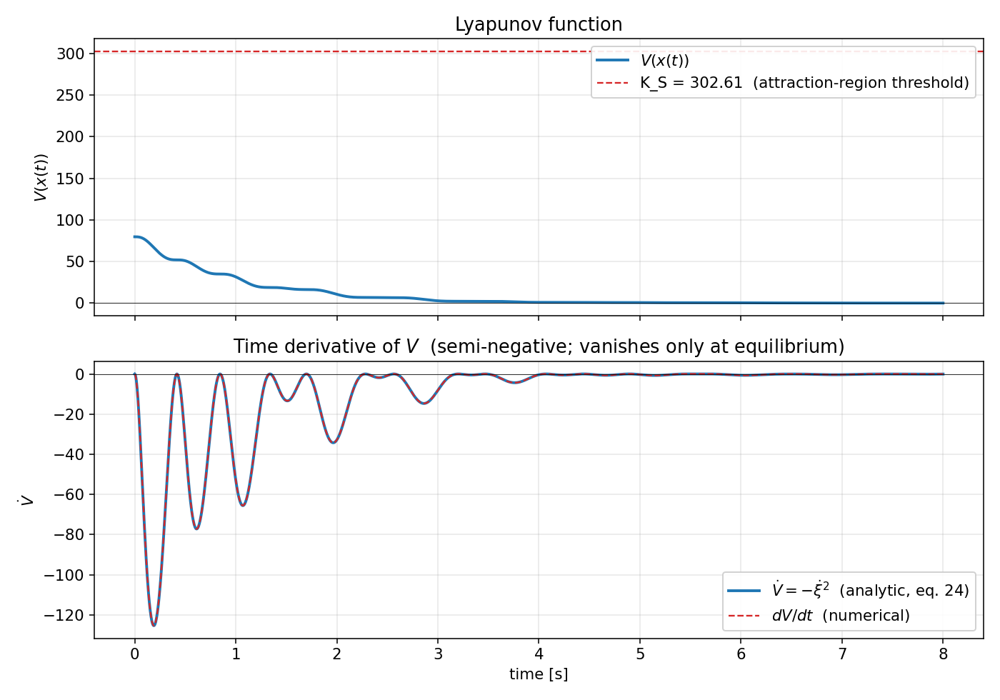 Lyapunov function
300
250
200
150
100
50
0
V(x(t))
V(x(t))
K_S = 302.61 (attraction-region threshold)
Time derivative of V (semi-negative; vanishes only at equilibrium)
0
−20
−40
−60
−80
−100
−120
V̇
V̇ = −ξ̇² (analytic, eq. 24)
dV/dt (numerical)
0 1 2 3 4 5 6 7 8
time [s]